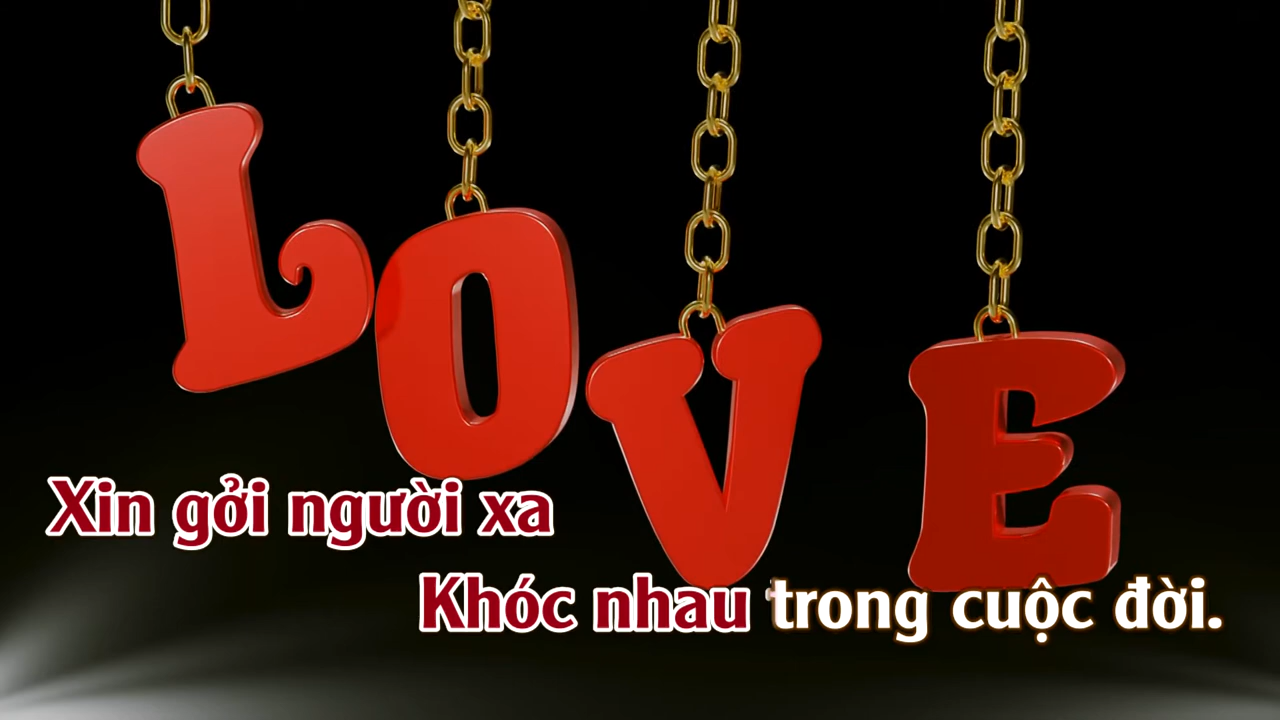 LOVE
Xin gởi người xa
Khóc nhau trong cuộc đời.